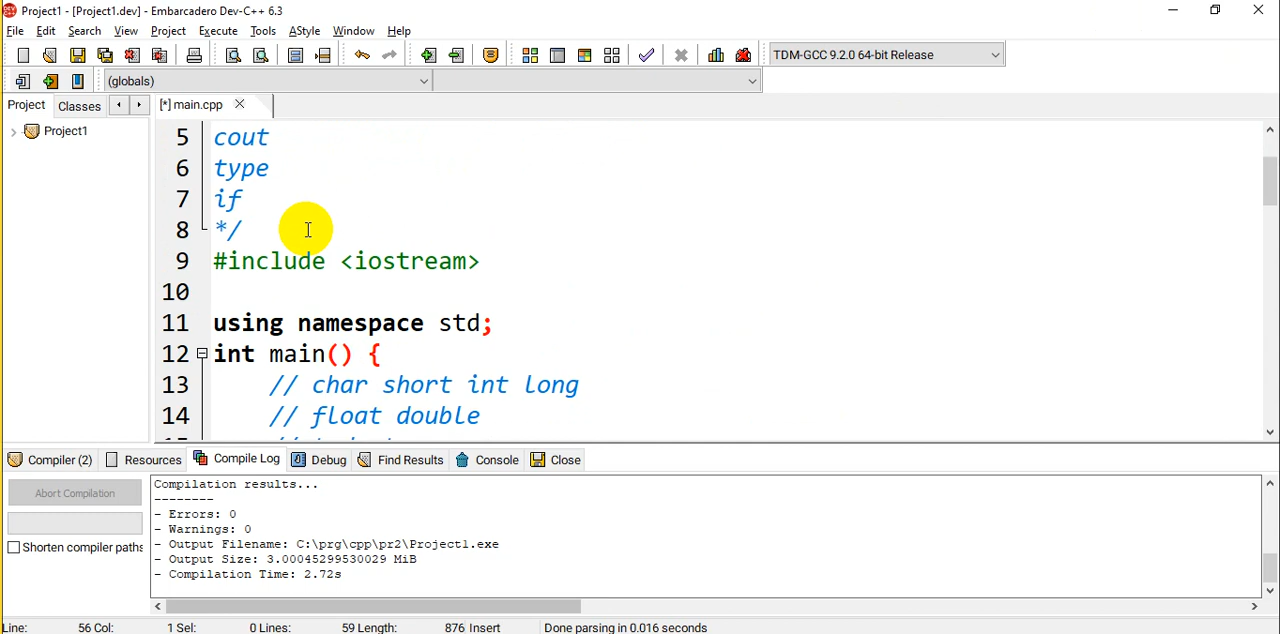 Project1 - [Project1.dev] - Embarcadero Dev-C++ 6.3
File Edit Search View Project Execute Tools AStyle Window Help
TDM-GCC 9.2.0 64-bit Release
(globals)
Project Classes [*] main.cpp
Project1
5 cout
6 type
7 if
8 */
9 #include <iostream>
10
11 using namespace std;
12 int main() {
13 // char short int long
14 // float double
Compiler (2) Resources Compile Log Debug Find Results Console Close
Abort Compilation
Shorten compiler paths
Compilation results...
--------
- Errors: 0
- Warnings: 0
- Output Filename: C:\prg\cpp\pr2\Project1.exe
- Output Size: 3.00045299530029 MiB
- Compilation Time: 2.72s
Line: 56 Col: 1 Sel: 0 Lines: 59 Length: 876 Insert Done parsing in 0.016 seconds